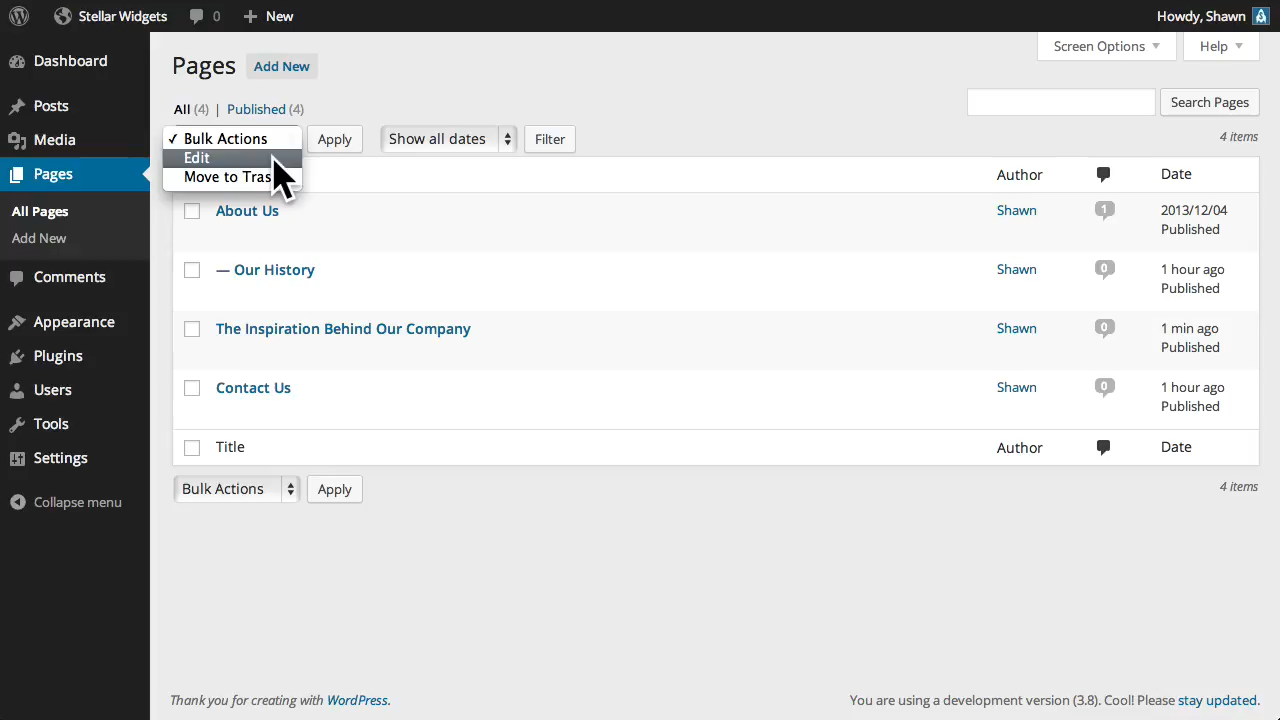 Stellar Widgets 0 New Howdy, Shawn
Dashboard
Posts
Media
Pages
All Pages
Add New
Comments
Appearance
Plugins
Users
Tools
Settings
Collapse menu
Screen Options Help
Pages Add New
All (4) | Published (4)
Search Pages
✓ Bulk Actions Apply Show all dates Filter 4 items
Edit
Move to Tras
Author Date
About Us Shawn 1 2013/12/04
Published
— Our History Shawn 0 1 hour ago
Published
The Inspiration Behind Our Company Shawn 0 1 min ago
Published
Contact Us Shawn 0 1 hour ago
Published
Title Author Date
Bulk Actions Apply 4 items
Thank you for creating with WordPress. You are using a development version (3.8). Cool! Please stay updated.